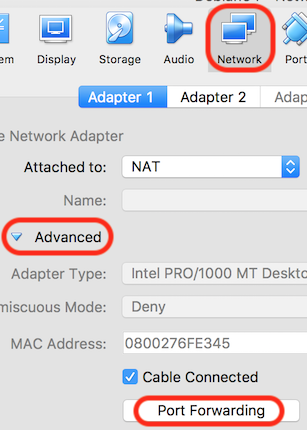 em Display Storage Audio Network Port
Adapter 1 Adapter 2 Adap
e Network Adapter
Attached to: NAT
Name:
Advanced
Adapter Type: Intel PRO/1000 MT Deskto
miscuous Mode: Deny
MAC Address: 0800276FE345
Cable Connected
Port Forwarding